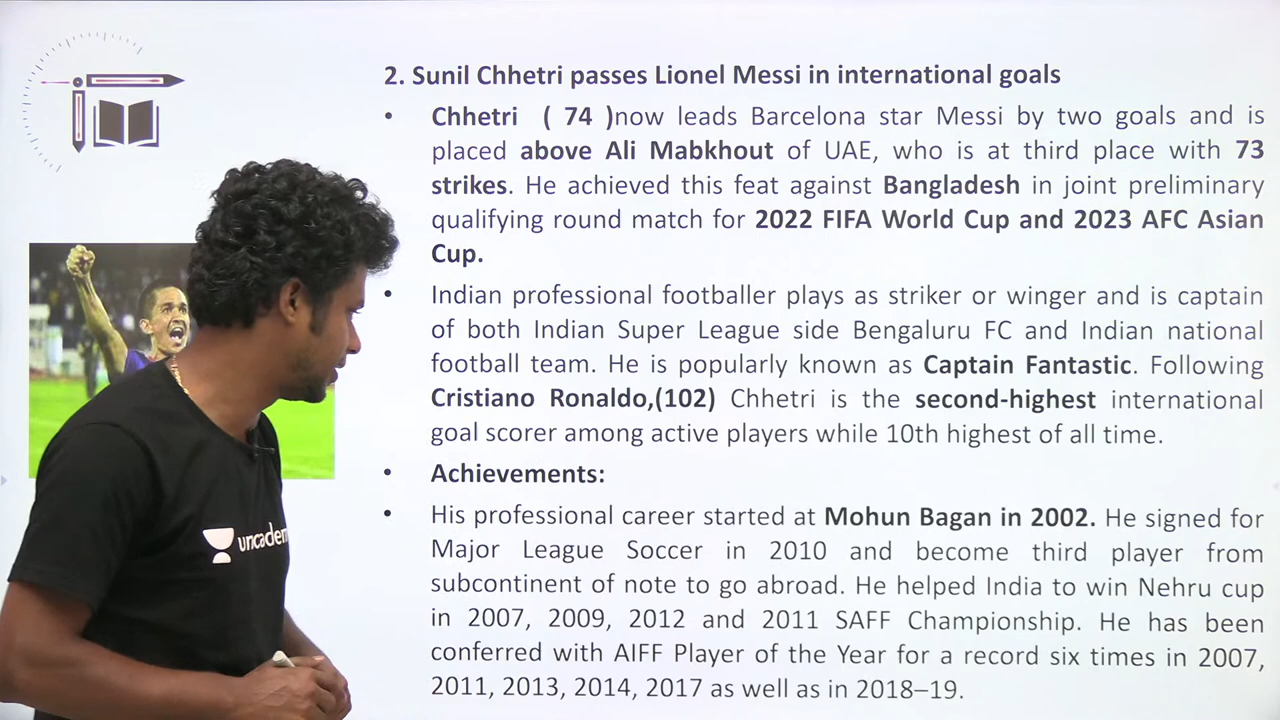 2. Sunil Chhetri passes Lionel Messi in international goals
• Chhetri ( 74 )now leads Barcelona star Messi by two goals and is
placed above Ali Mabkhout of UAE, who is at third place with 73
strikes. He achieved this feat against Bangladesh in joint preliminary
qualifying round match for 2022 FIFA World Cup and 2023 AFC Asian
Cup.
• Indian professional footballer plays as striker or winger and is captain
of both Indian Super League side Bengaluru FC and Indian national
football team. He is popularly known as Captain Fantastic. Following
Cristiano Ronaldo,(102) Chhetri is the second-highest international
goal scorer among active players while 10th highest of all time.
• Achievements:
• His professional career started at Mohun Bagan in 2002. He signed for
Major League Soccer in 2010 and become third player from
subcontinent of note to go abroad. He helped India to win Nehru cup
in 2007, 2009, 2012 and 2011 SAFF Championship. He has been
conferred with AIFF Player of the Year for a record six times in 2007,
2011, 2013, 2014, 2017 as well as in 2018–19.
unacadem